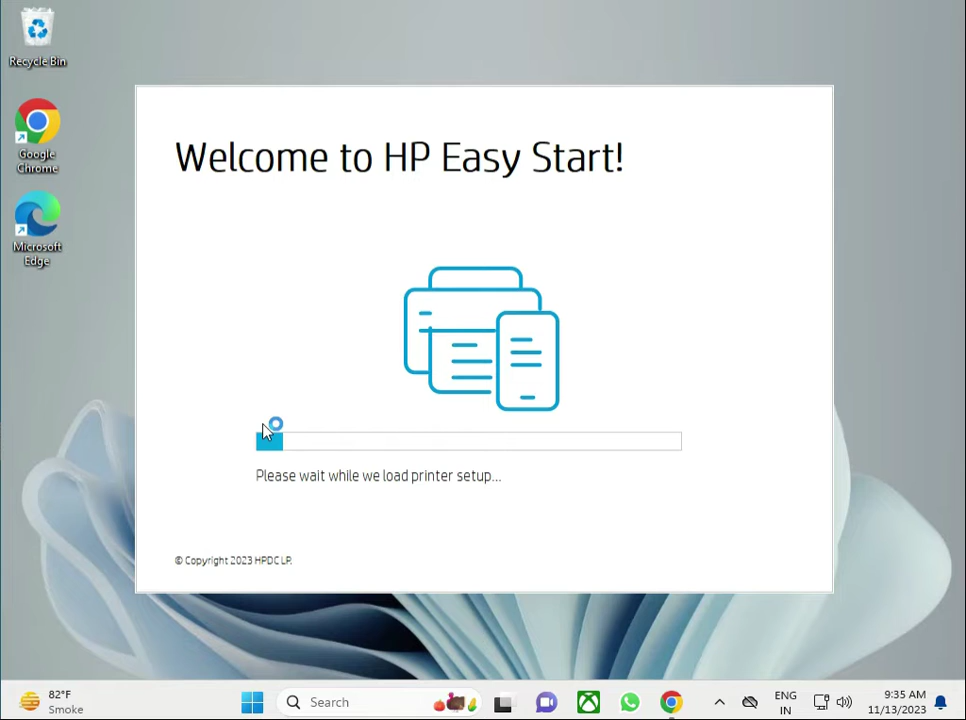 Recycle Bin
Google
Chrome
Microsoft
Edge
Welcome to HP Easy Start!
Please wait while we load printer setup...
© Copyright 2023 HPDC LP.
82°F
Smoke
Search
ENG
IN
9:35 AM
11/13/2023